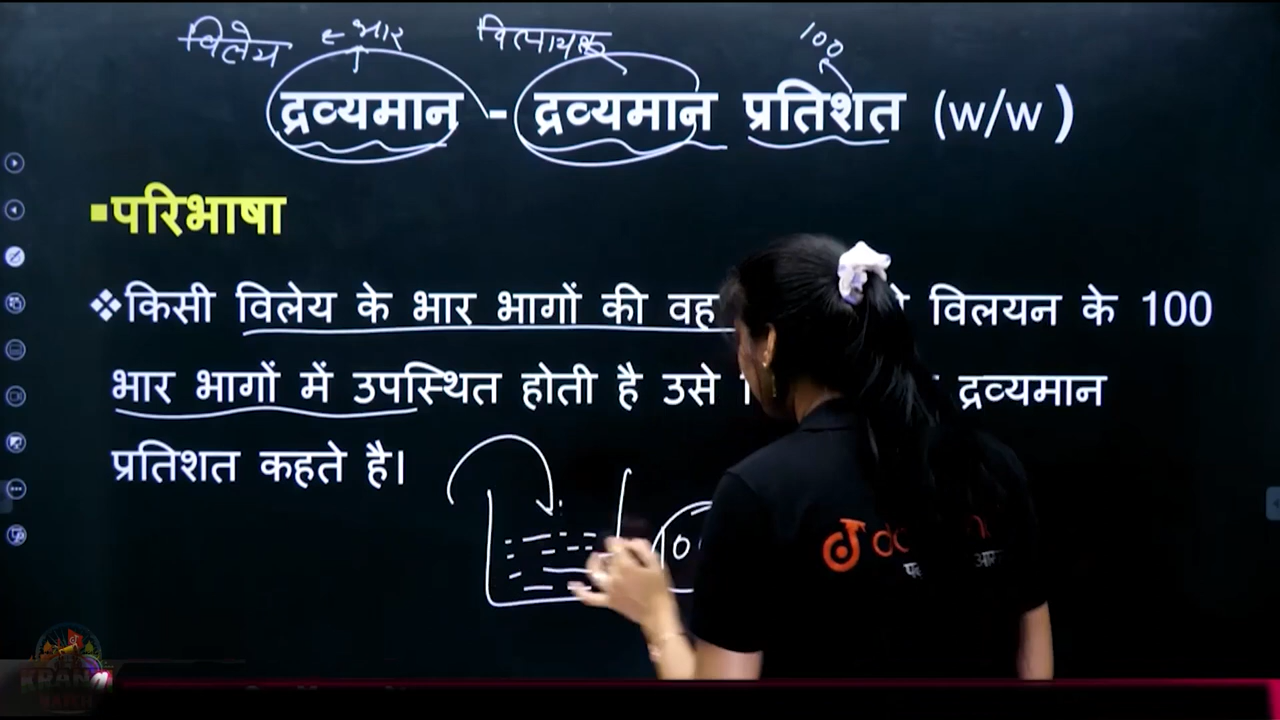 विलेय ← भार विलायक 100
द्रव्यमान - द्रव्यमान प्रतिशत (w/w)
परिभाषा
किसी विलेय के भार भागों की वह विलयन के 100
भार भागों में उपस्थित होती है उसे द्रव्यमान
प्रतिशत कहते है।